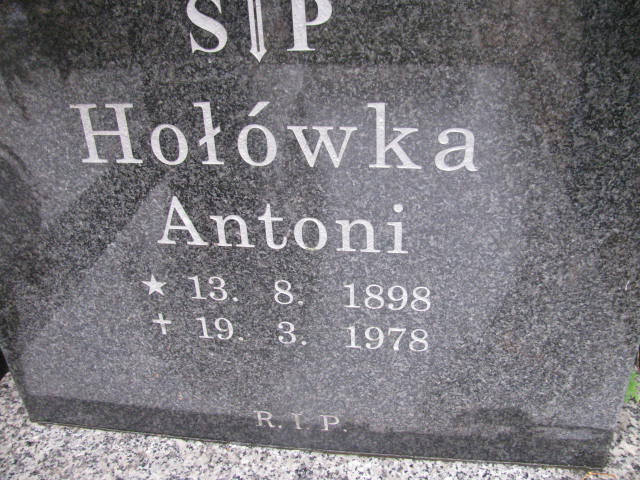 S P
Hołówka
Antoni
★ 13. 8. 1898
✝ 19. 3. 1978
R.I.P.